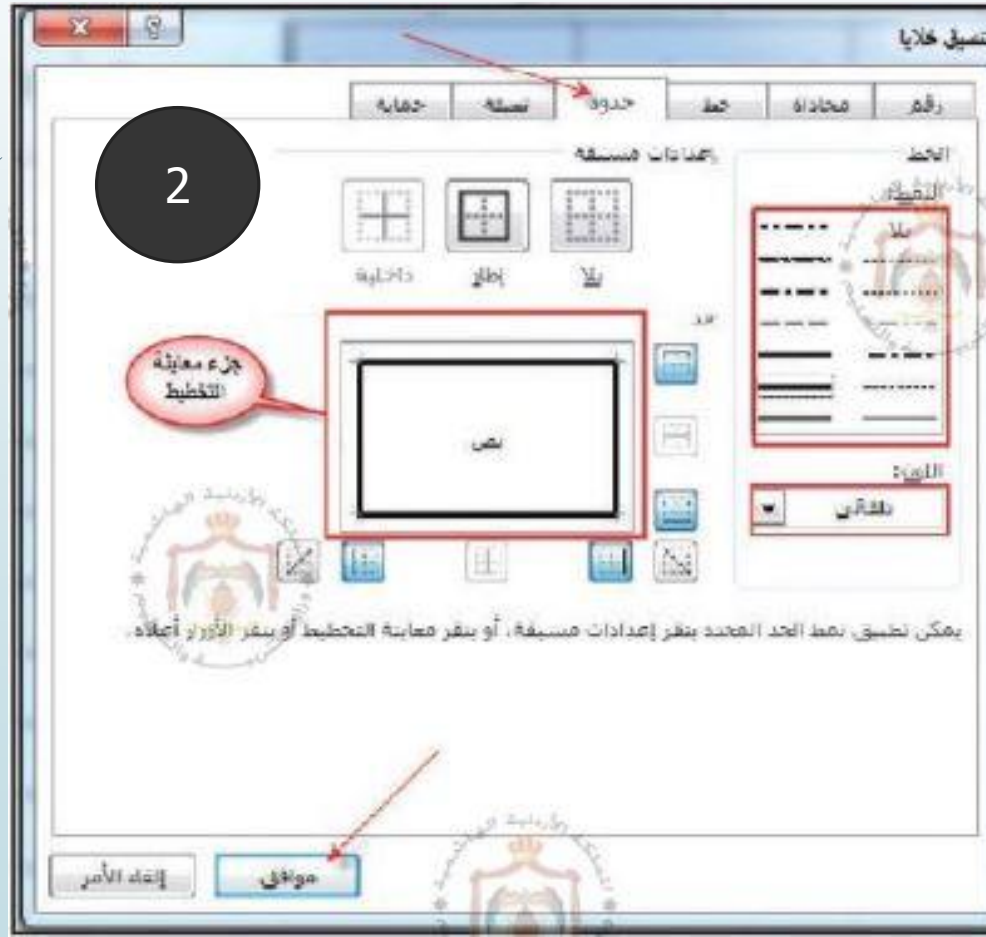 تنسيق خلايا
رقم محاذاة خط حدود تعبئة حماية
2
الخط
إعدادات مسبقة
النمط:
بلا
بلا إطار داخلية
حد
جزء معاينة
التخطيط
نص
اللون:
تلقائي
يمكن تطبيق نمط الحد المحدد بنقر إعدادات مسبقة، أو بنقر معاينة التخطيط أو بنقر الأزرار أعلاه.
موافق إلغاء الأمر